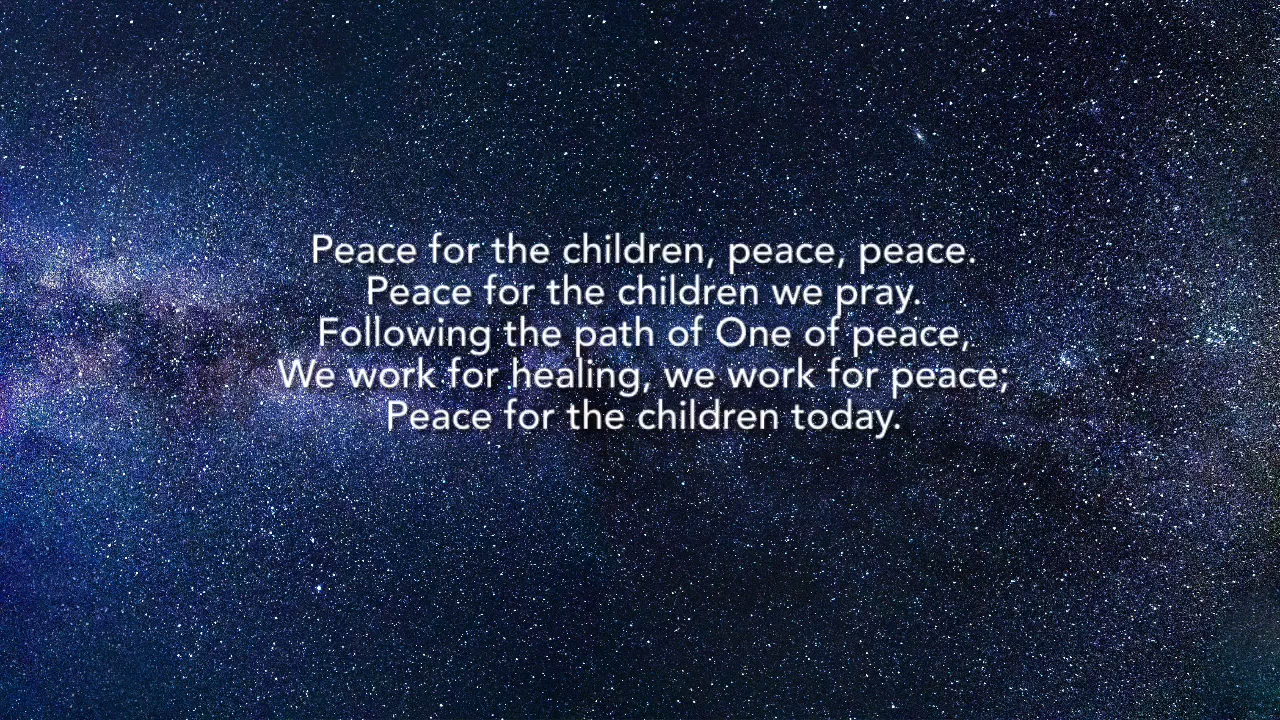 Peace for the children, peace, peace.
Peace for the children we pray.
Following the path of One of peace,
We work for healing, we work for peace;
Peace for the children today.